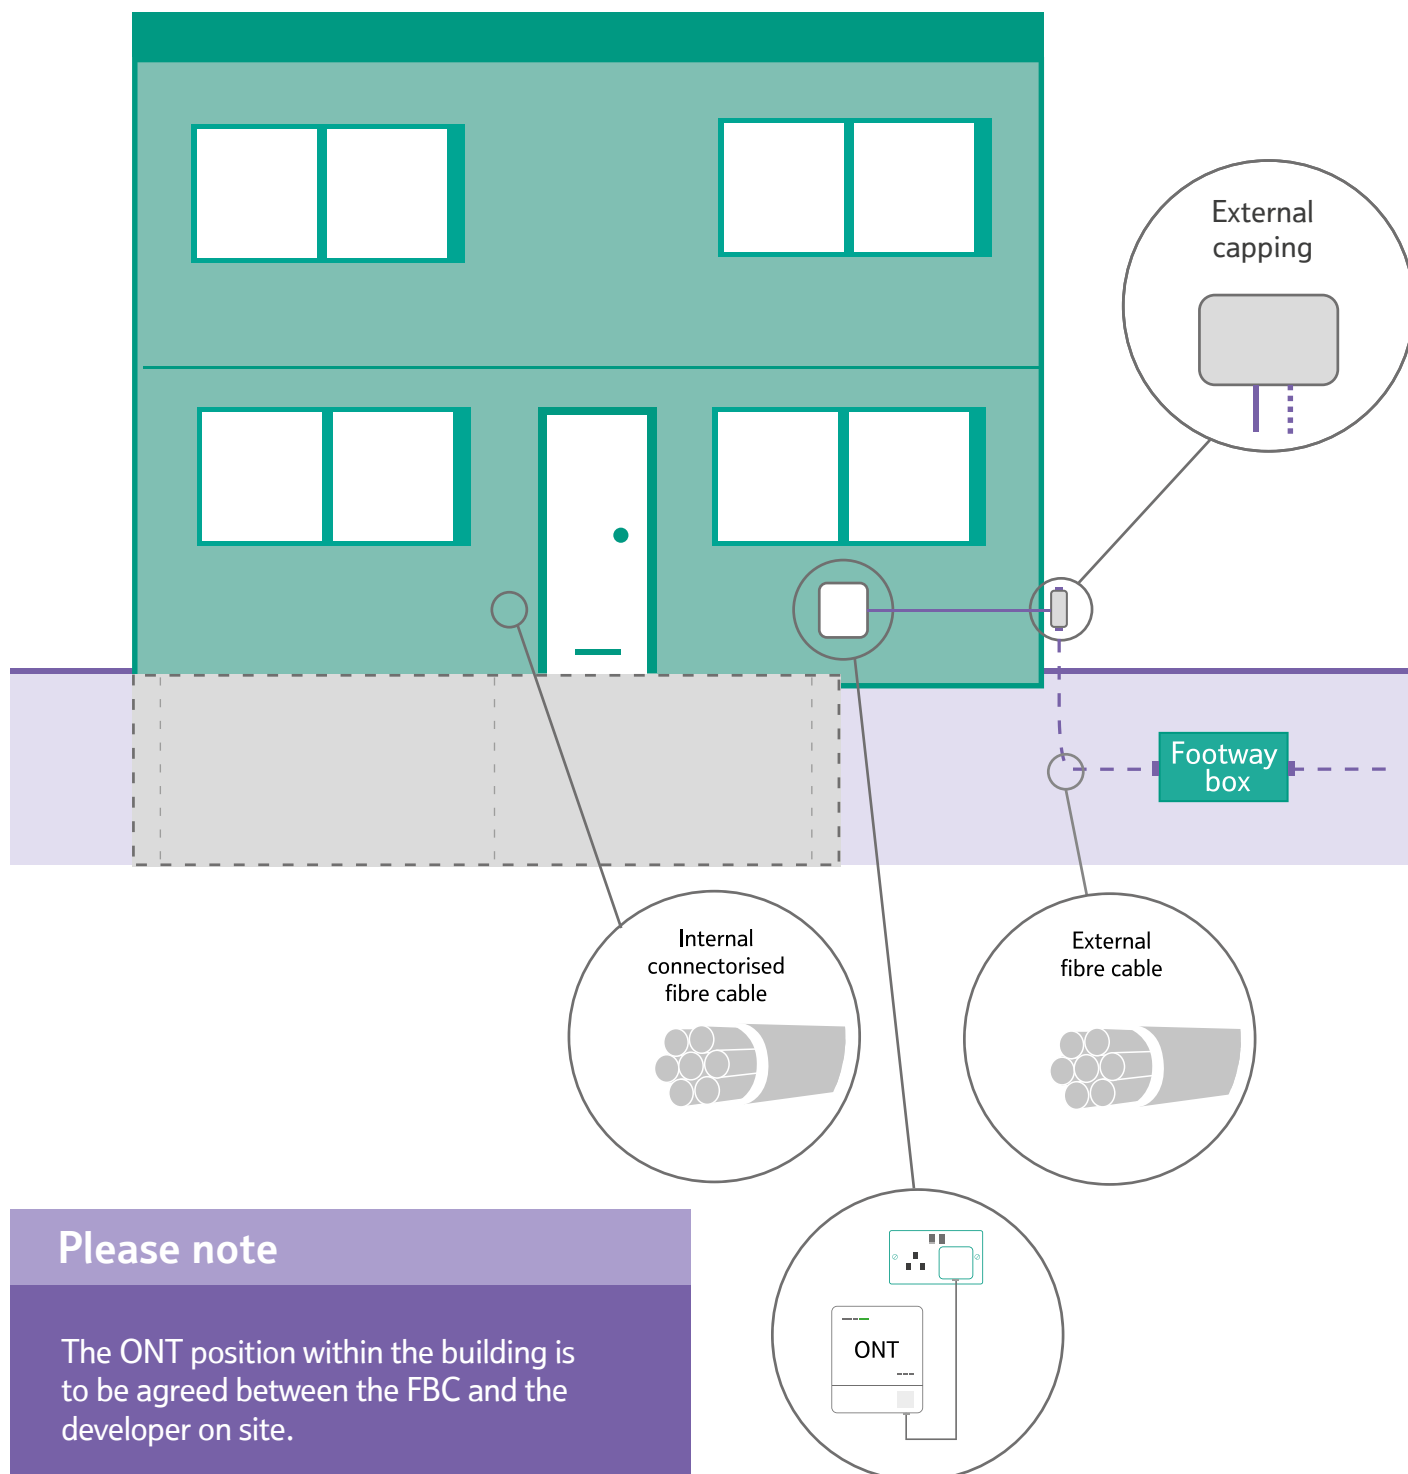 External
capping
Footway
box
Internal
connectorised
fibre cable
External
fibre cable
ONT
Please note
The ONT position within the building is
to be agreed between the FBC and the
developer on site.